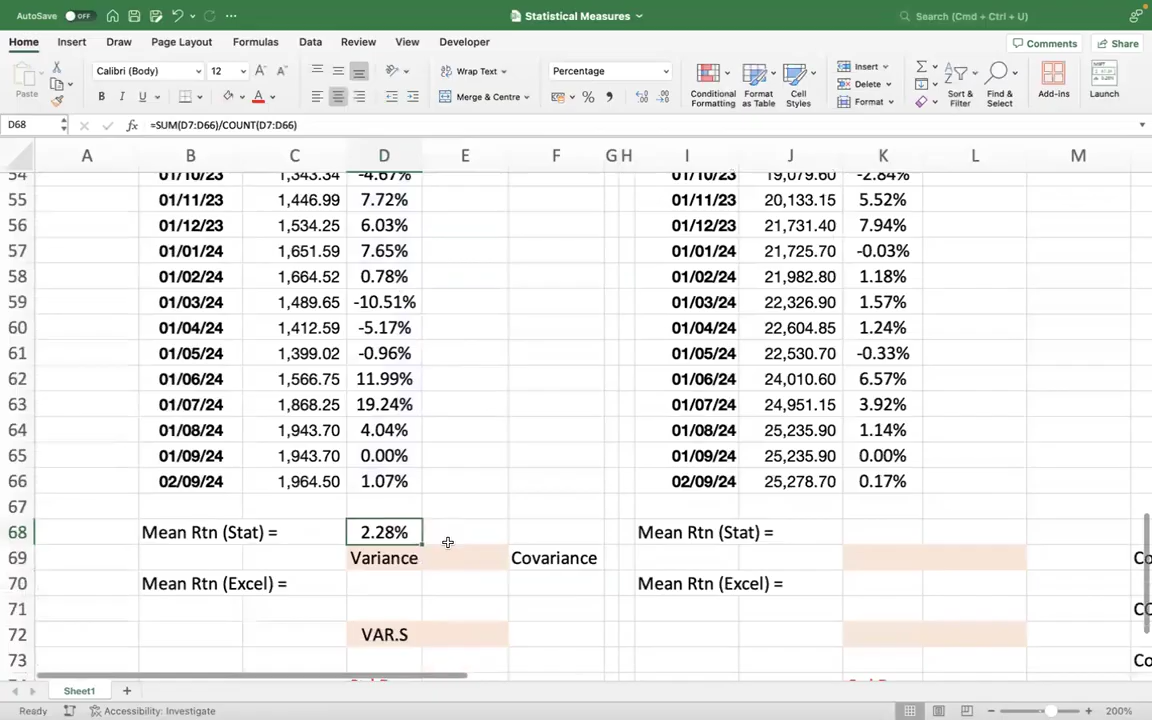 AutoSave OFF Statistical Measures Search (Cmd + Ctrl + U)
Home Insert Draw Page Layout Formulas Data Review View Developer Comments Share
Paste Calibri (Body) 12 A A Wrap Text Percentage Conditional Formatting Format as Table Cell Styles Insert Sort & Filter Find & Select Add-ins Launch
B I U A Merge & Centre % Delete
Format
D68 fx =SUM(D7:D66)/COUNT(D7:D66)
A B C D E F G H I J K L M
54 01/10/23 1,343.34 -4.67% 01/10/23 19,079.60 -2.84%
55 01/11/23 1,446.99 7.72% 01/11/23 20,133.15 5.52%
56 01/12/23 1,534.25 6.03% 01/12/23 21,731.40 7.94%
57 01/01/24 1,651.59 7.65% 01/01/24 21,725.70 -0.03%
58 01/02/24 1,664.52 0.78% 01/02/24 21,982.80 1.18%
59 01/03/24 1,489.65 -10.51% 01/03/24 22,326.90 1.57%
60 01/04/24 1,412.59 -5.17% 01/04/24 22,604.85 1.24%
61 01/05/24 1,399.02 -0.96% 01/05/24 22,530.70 -0.33%
62 01/06/24 1,566.75 11.99% 01/06/24 24,010.60 6.57%
63 01/07/24 1,868.25 19.24% 01/07/24 24,951.15 3.92%
64 01/08/24 1,943.70 4.04% 01/08/24 25,235.90 1.14%
65 01/09/24 1,943.70 0.00% 01/09/24 25,235.90 0.00%
66 02/09/24 1,964.50 1.07% 02/09/24 25,278.70 0.17%
67
68 Mean Rtn (Stat) = 2.28% Mean Rtn (Stat) =
69 Variance Covariance Co
70 Mean Rtn (Excel) = Mean Rtn (Excel) =
71 CO
72 VAR.S
73 Co
Sheet1
Ready Accessibility: Investigate 200%